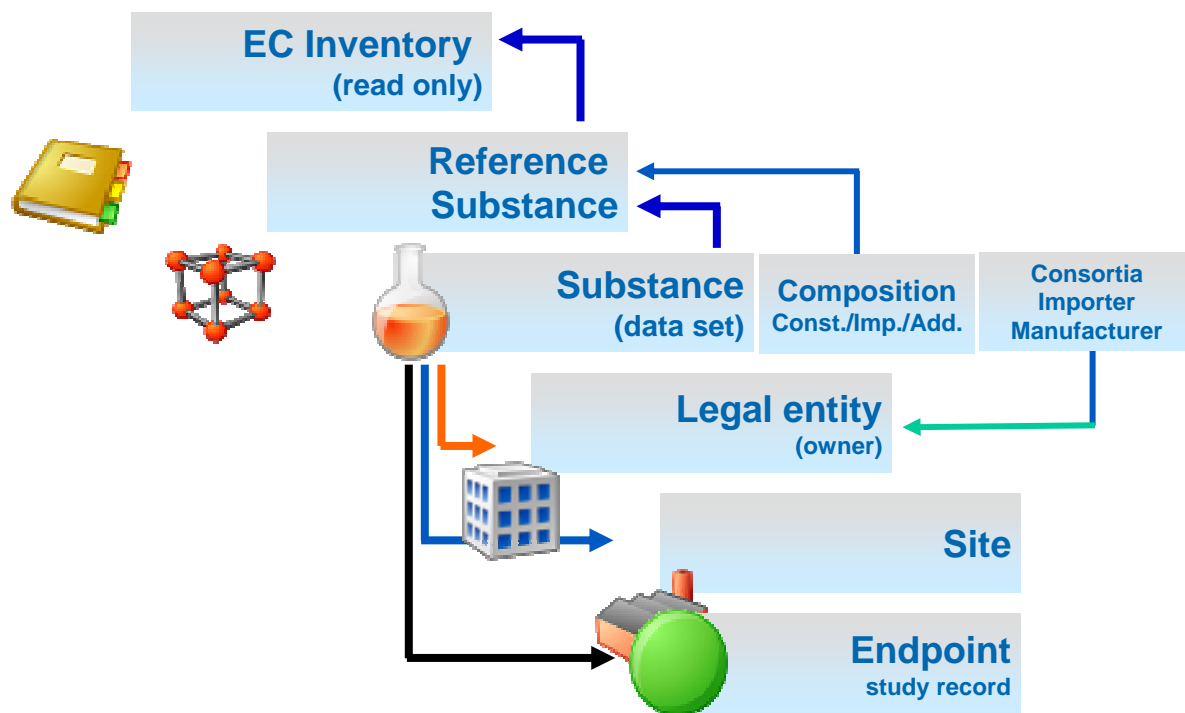 EC Inventory
(read only)
Reference
Substance
Substance
(data set)
Composition
Const./Imp./Add.
Consortia
Importer
Manufacturer
Legal entity
(owner)
Site
Endpoint
study record